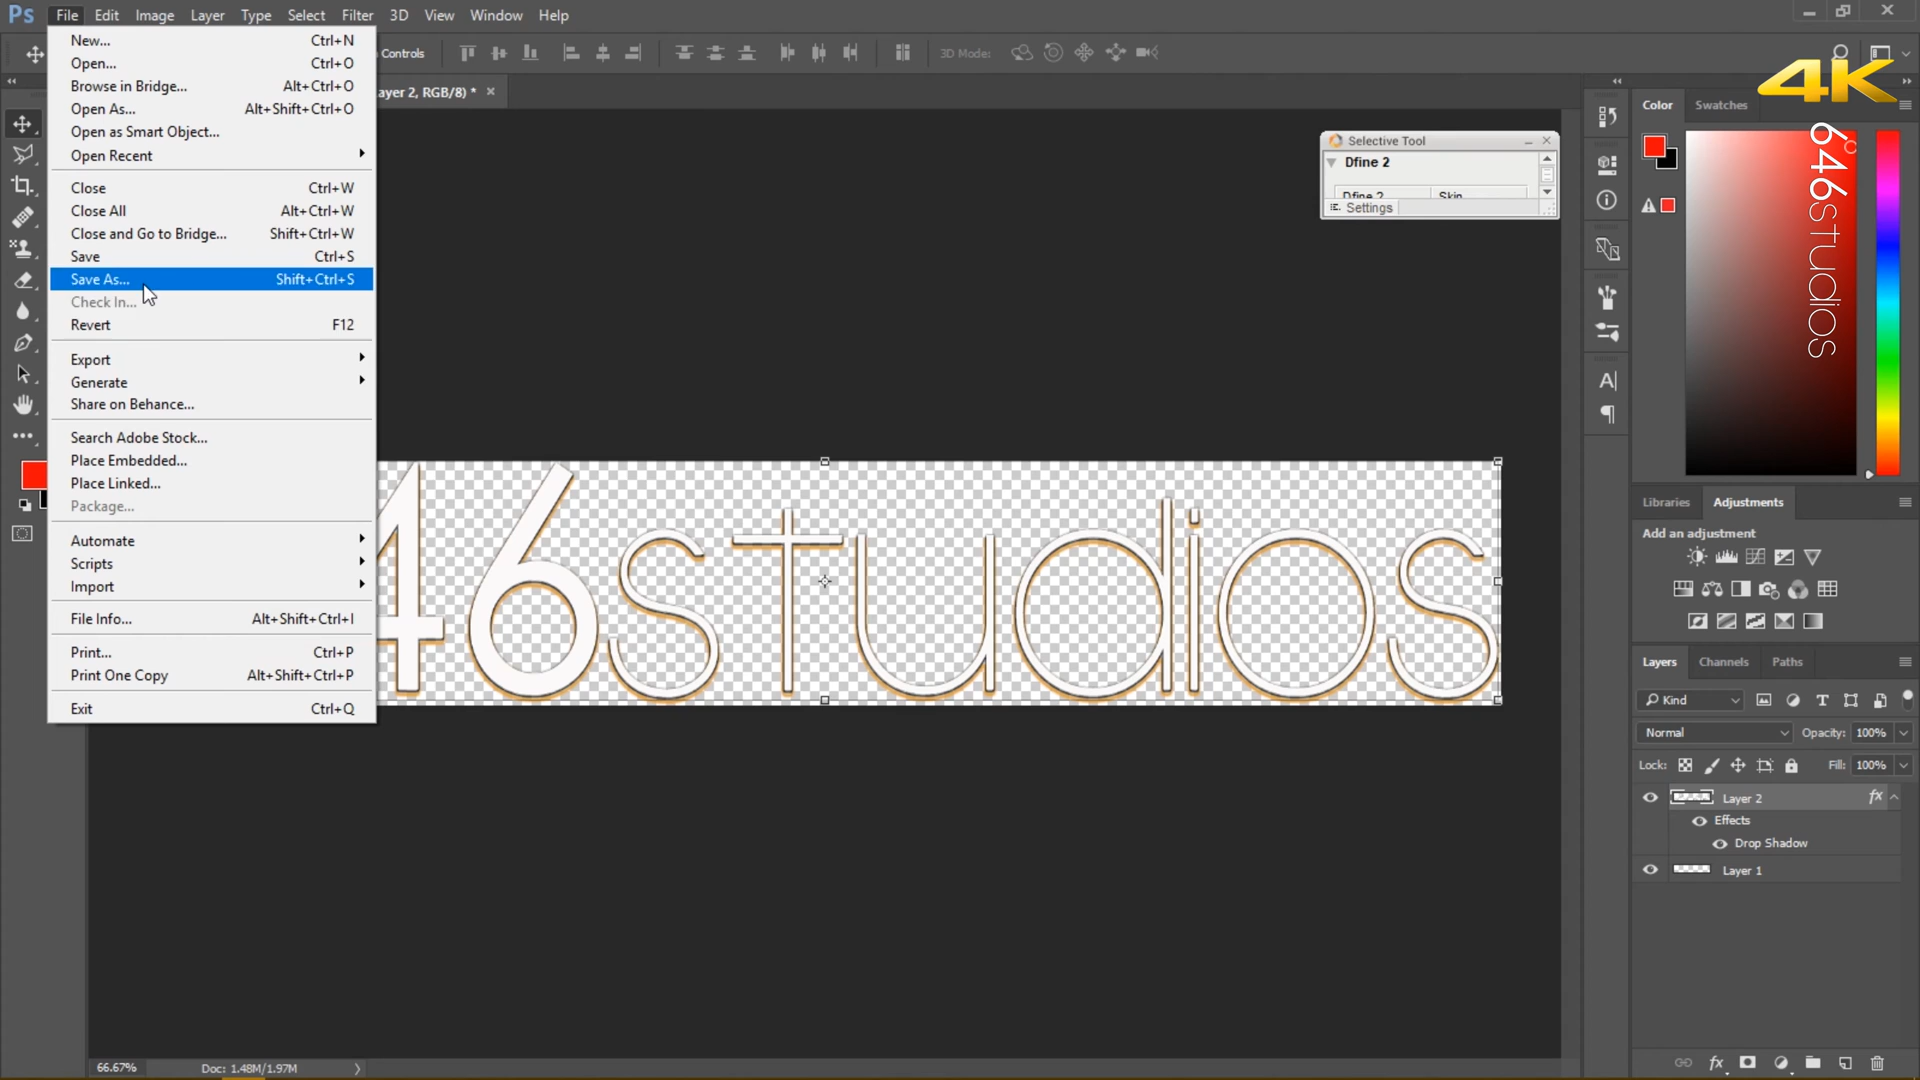 Ps File Edit Image Layer Type Select Filter 3D View Window Help
Controls 3D Mode:
ayer 2, RGB/8) *
New... Ctrl+N
Open... Ctrl+O
Browse in Bridge... Alt+Ctrl+O
Open As... Alt+Shift+Ctrl+O
Open as Smart Object...
Open Recent
Close Ctrl+W
Close All Alt+Ctrl+W
Close and Go to Bridge... Shift+Ctrl+W
Save Ctrl+S
Save As... Shift+Ctrl+S
Check In...
Revert F12
Export
Generate
Share on Behance...
Search Adobe Stock...
Place Embedded...
Place Linked...
Package...
Automate
Scripts
Import
File Info... Alt+Shift+Ctrl+I
Print... Ctrl+P
Print One Copy Alt+Shift+Ctrl+P
Exit Ctrl+Q
Selective Tool
Dfine 2
Dfine 2 Skin
Settings
46studios
4K
646studios
Color Swatches
Libraries Adjustments
Add an adjustment
Layers Channels Paths
Kind
Normal Opacity: 100%
Lock: Fill: 100%
Layer 2 fx
Effects
Drop Shadow
Layer 1
fx
66.67% Doc: 1.48M/1.97M